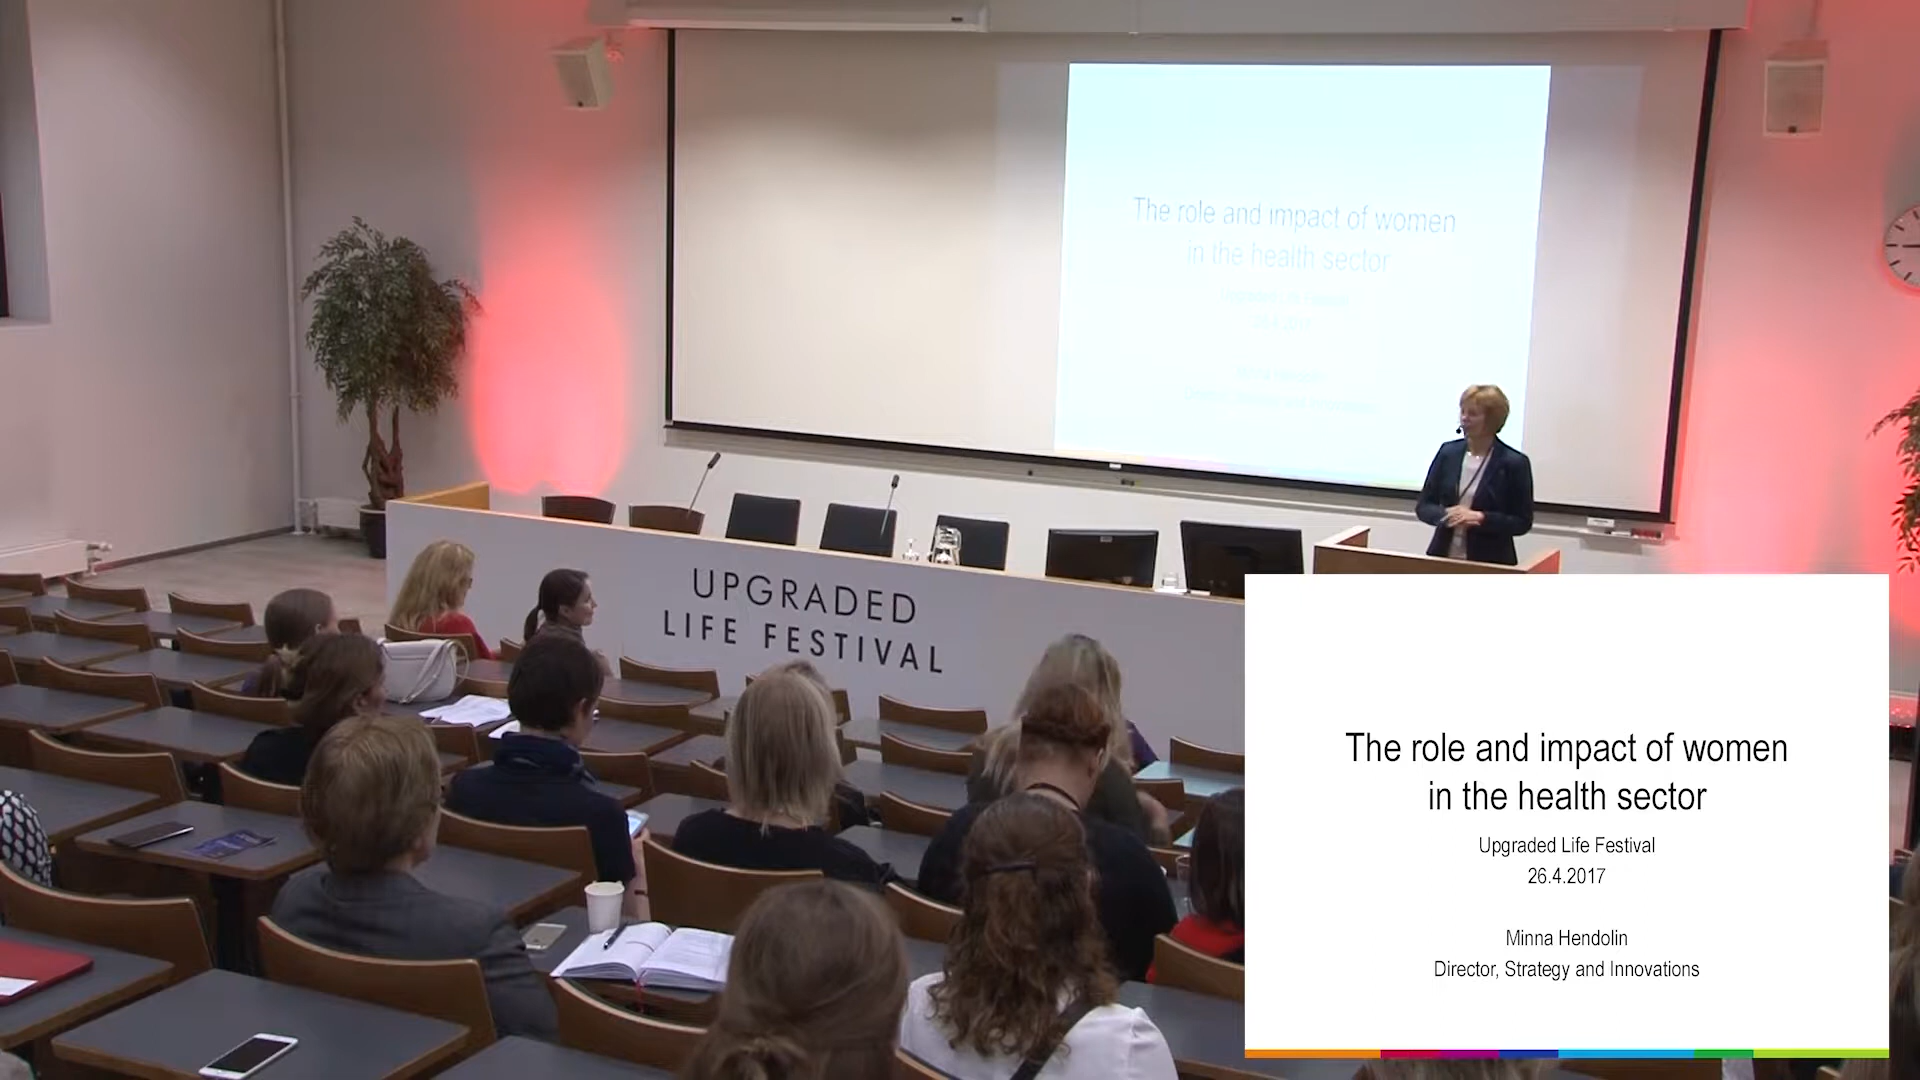 The role and impact of women
in the health sector
UPGRADED
LIFE FESTIVAL
The role and impact of women
in the health sector
Upgraded Life Festival
26.4.2017
Minna Hendolin
Director, Strategy and Innovations